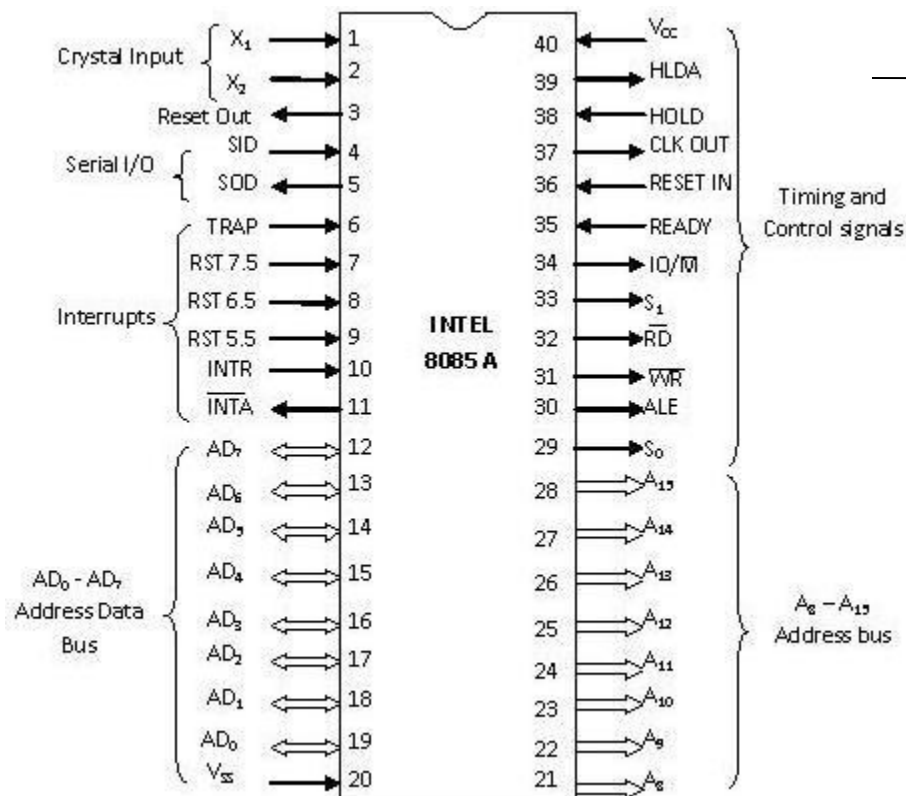 X₁ 1 40 V_CC
Crystal Input
X₂ 2 39 HLDA
Reset Out 3 38 HOLD
SID 4 37 CLK OUT
Serial I/O
SOD 5 36 RESET IN
TRAP 6 35 READY
Timing and
Control signals
RST 7.5 7 34 IO/M̅
RST 6.5 8 33 S₁
Interrupts
RST 5.5 9 32 R̅D̅
INTEL
8085 A
INTR 10 31 W̅R̅
I̅N̅T̅A̅ 11 30 ALE
AD₇ 12 29 S₀
AD₆ 13 28 A₁₅
AD₅ 14 27 A₁₄
AD₄ 15 26 A₁₃
AD₀ - AD₇
Address Data
Bus
AD₃ 16 25 A₁₂
A₈ – A₁₅
Address bus
AD₂ 17 24 A₁₁
AD₁ 18 23 A₁₀
AD₀ 19 22 A₉
V_SS 20 21 A₈